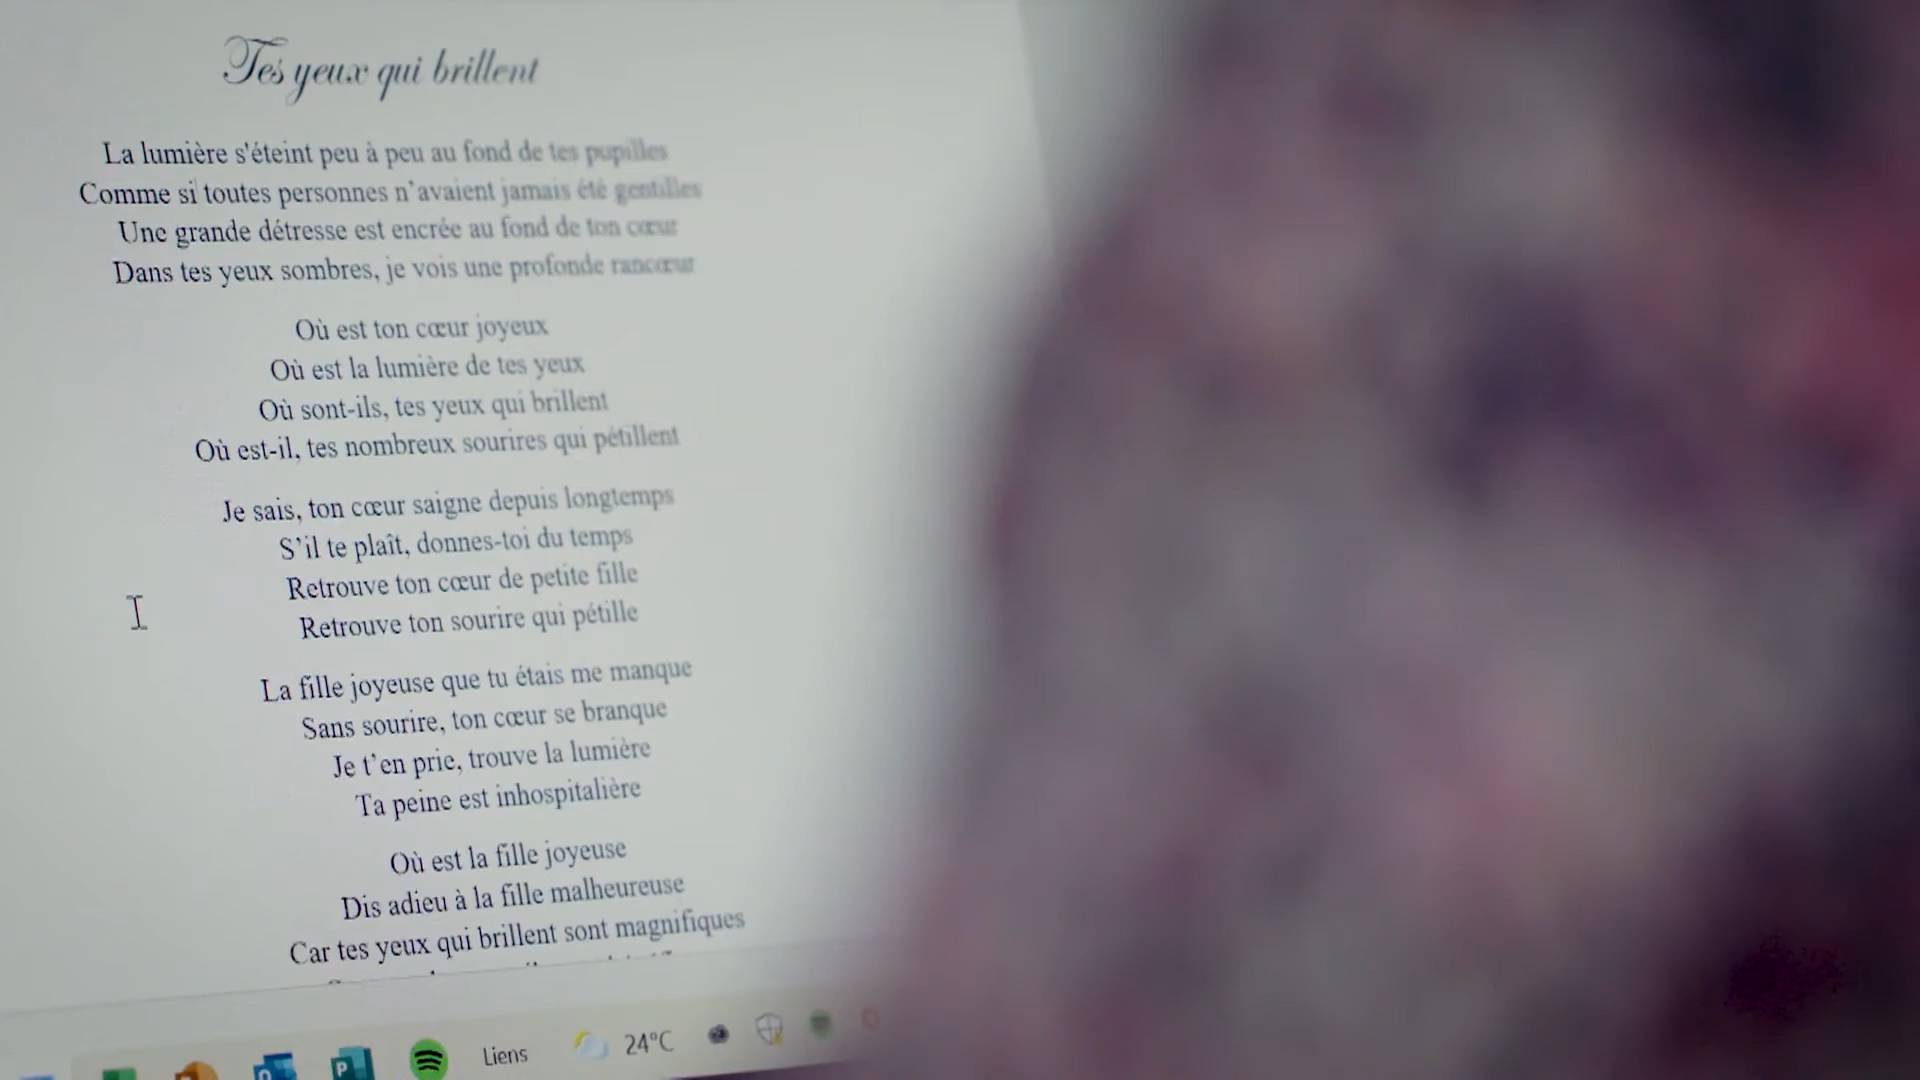 Tes yeux qui brillent
La lumière s'éteint peu à peu au fond de tes pupilles
Comme si toutes personnes n’avaient jamais été gentilles
Une grande détresse est encrée au fond de ton cœur
Dans tes yeux sombres, je vois une profonde rancœur
Où est ton cœur joyeux
Où est la lumière de tes yeux
Où sont-ils, tes yeux qui brillent
Où est-il, tes nombreux sourires qui pétillent
Je sais, ton cœur saigne depuis longtemps
S’il te plaît, donnes-toi du temps
Retrouve ton cœur de petite fille
Retrouve ton sourire qui pétille
La fille joyeuse que tu étais me manque
Sans sourire, ton cœur se branque
Je t’en prie, trouve la lumière
Ta peine est inhospitalière
Où est la fille joyeuse
Dis adieu à la fille malheureuse
Car tes yeux qui brillent sont magnifiques
Liens 24°C